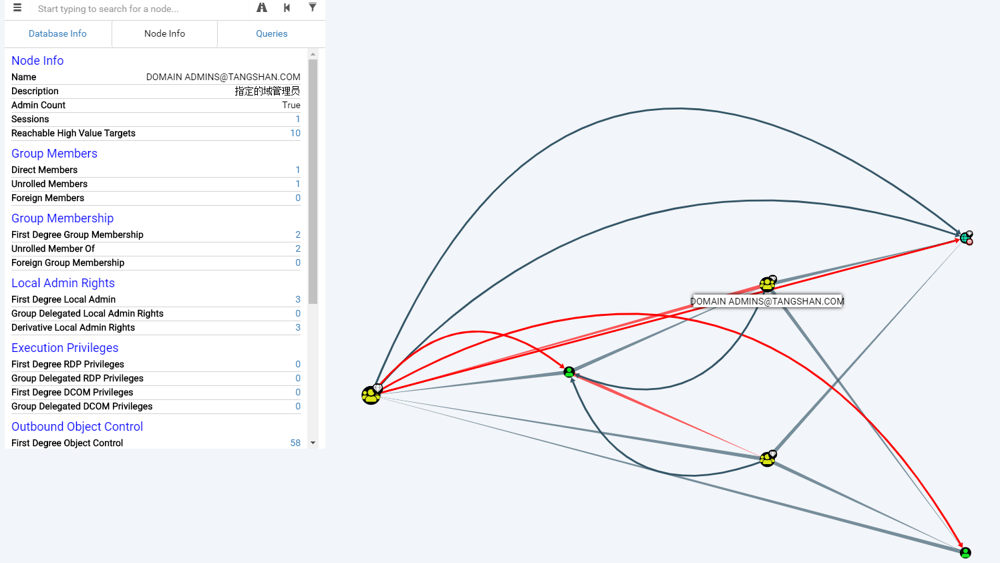 Start typing to search for a node...
Database Info
Node Info
Queries
Node Info
Name DOMAIN ADMINS@TANGSHAN.COM
Description 指定的域管理员
Admin Count True
Sessions 1
Reachable High Value Targets 10
Group Members
Direct Members 1
Unrolled Members 1
Foreign Members 0
Group Membership
First Degree Group Membership 2
Unrolled Member Of 2
Foreign Group Membership 0
Local Admin Rights
First Degree Local Admin 3
Group Delegated Local Admin Rights 0
Derivative Local Admin Rights 3
Execution Privileges
First Degree RDP Privileges 0
Group Delegated RDP Privileges 0
First Degree DCOM Privileges 0
Group Delegated DCOM Privileges 0
Outbound Object Control
First Degree Object Control 58
DOMAIN ADMINS@TANGSHAN.COM